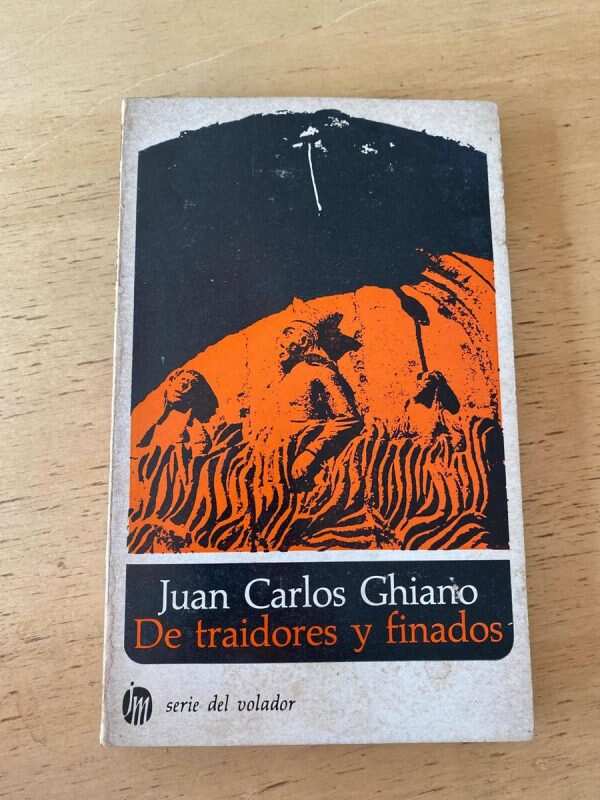 Juan Carlos Ghiano
De traidores y finados
jm serie del volador